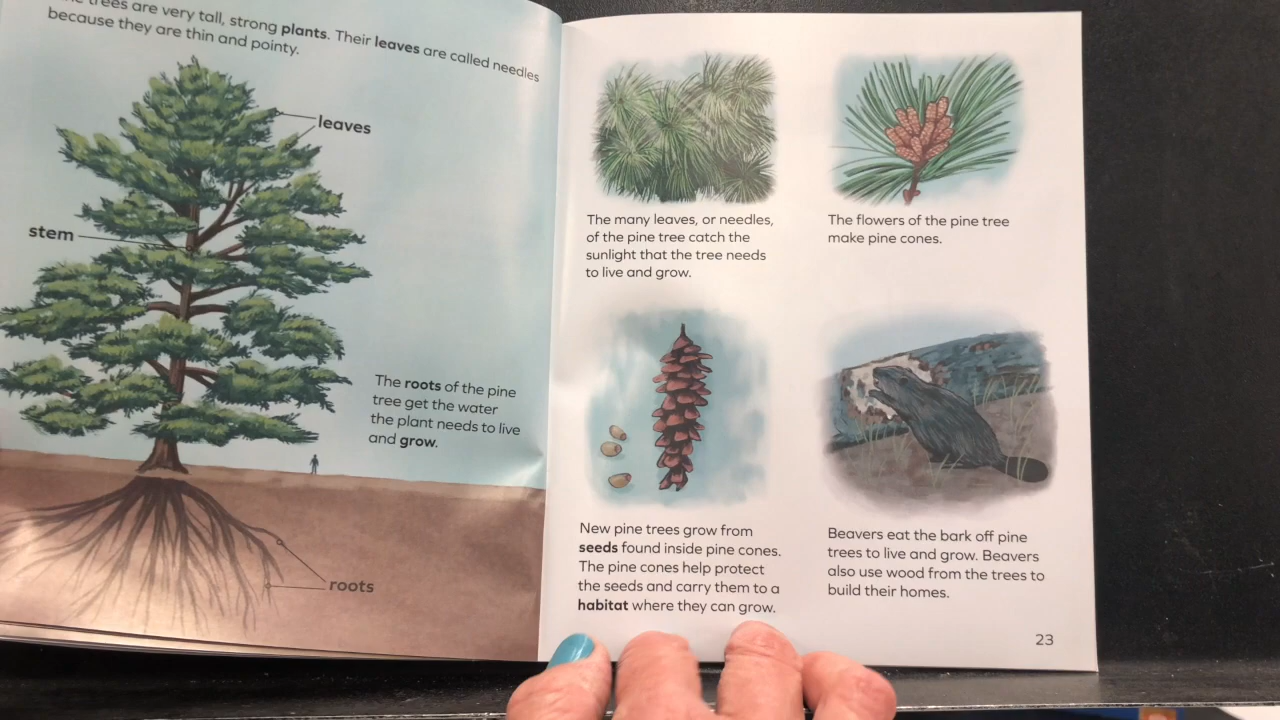 trees are very tall, strong plants. Their leaves are called needles
because they are thin and pointy.
leaves
stem
The roots of the pine
tree get the water
the plant needs to live
and grow.
roots
The many leaves, or needles,
of the pine tree catch the
sunlight that the tree needs
to live and grow.
The flowers of the pine tree
make pine cones.
New pine trees grow from
seeds found inside pine cones.
The pine cones help protect
the seeds and carry them to a
habitat where they can grow.
Beavers eat the bark off pine
trees to live and grow. Beavers
also use wood from the trees to
build their homes.
23